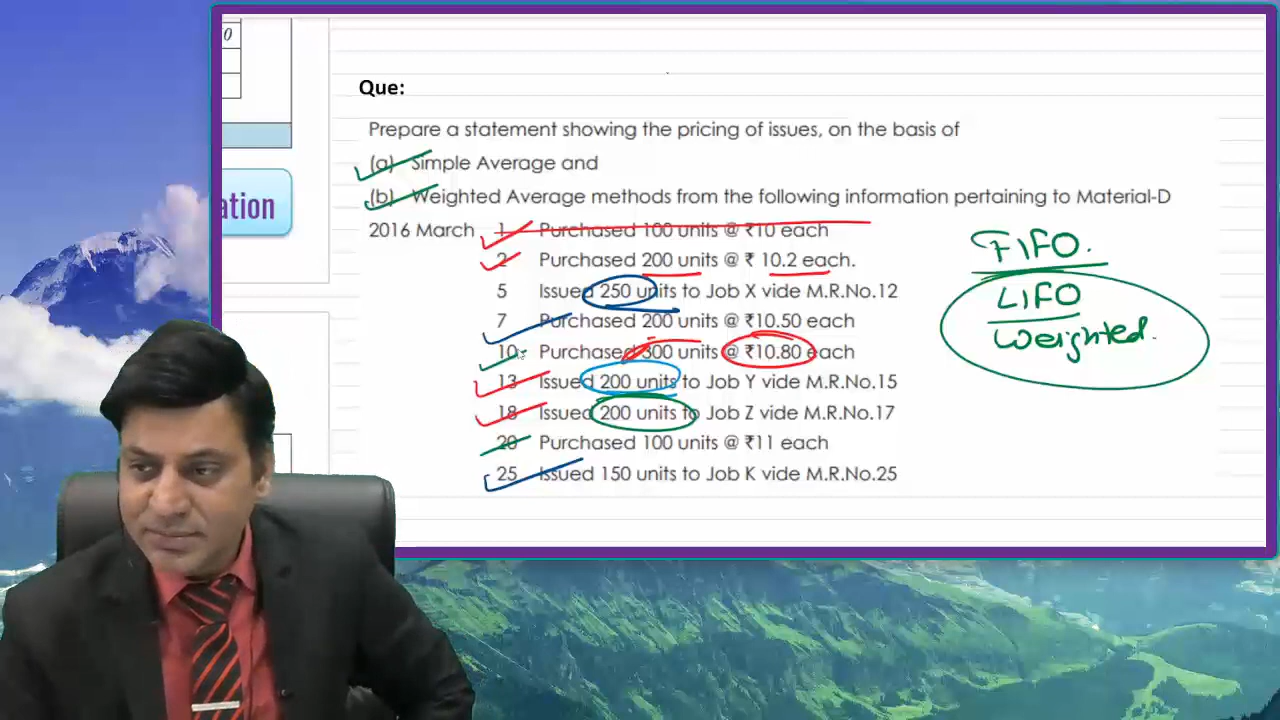 0
ation
Que:
Prepare a statement showing the pricing of issues, on the basis of
(a) Simple Average and
(b) Weighted Average methods from the following information pertaining to Material-D
2016 March 1 Purchased 100 units @ ₹10 each
2 Purchased 200 units @ ₹ 10.2 each.
5 Issued 250 units to Job X vide M.R.No.12
7 Purchased 200 units @ ₹10.50 each
10 Purchased 300 units @ ₹10.80 each
13 Issued 200 units to Job Y vide M.R.No.15
18 Issued 200 units to Job Z vide M.R.No.17
20 Purchased 100 units @ ₹11 each
25 Issued 150 units to Job K vide M.R.No.25
FIFO.
LIFO
Weighted.